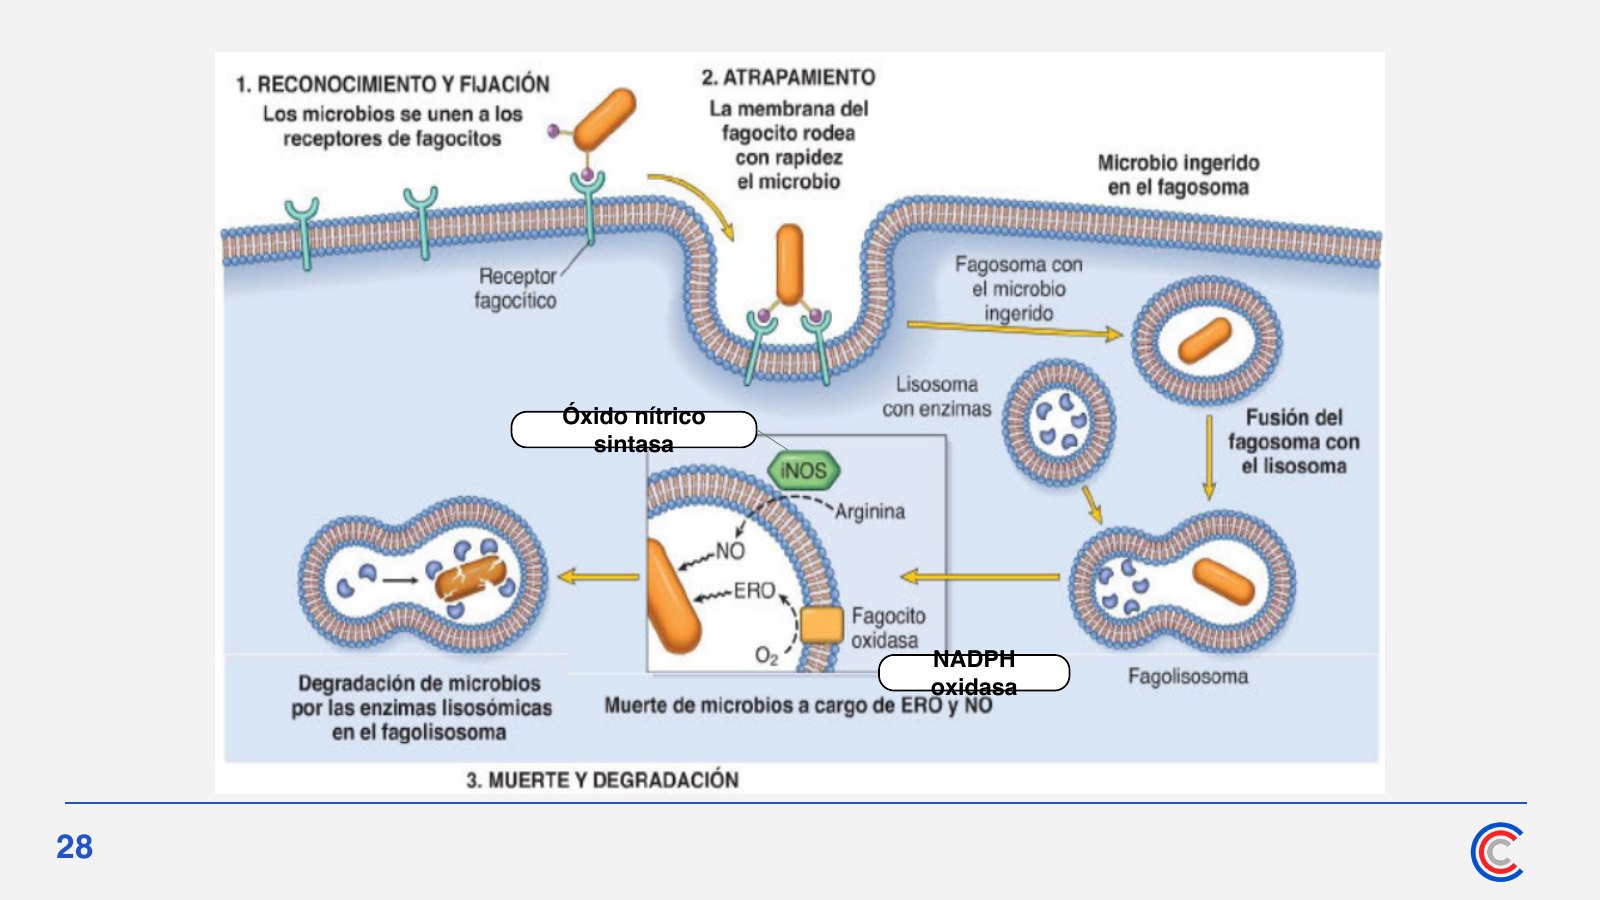 1. RECONOCIMIENTO Y FIJACIÓN
Los microbios se unen a los
receptores de fagocitos
2. ATRAPAMIENTO
La membrana del
fagocito rodea
con rapidez
el microbio
Microbio ingerido
en el fagosoma
Receptor
fagocítico
Fagosoma con
el microbio
ingerido
Lisosoma
con enzimas
Fusión del
fagosoma con
el lisosoma
Óxido nítrico
sintasa
iNOS
Arginina
NO
ERO
O₂
Fagocito
oxidasa
NADPH
oxidasa
Fagolisosoma
Degradación de microbios
por las enzimas lisosómicas
en el fagolisosoma
Muerte de microbios a cargo de ERO y NO
3. MUERTE Y DEGRADACIÓN
28